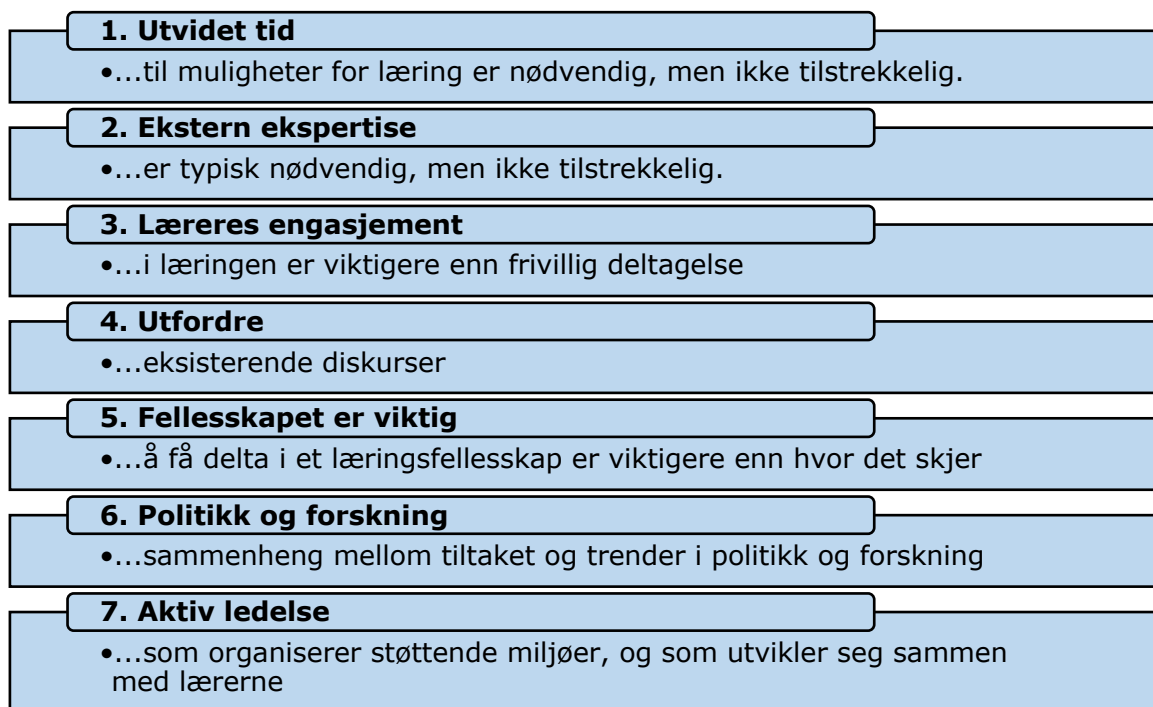 1. Utvidet tid
•...til muligheter for læring er nødvendig, men ikke tilstrekkelig.
2. Ekstern ekspertise
•...er typisk nødvendig, men ikke tilstrekkelig.
3. Læreres engasjement
•...i læringen er viktigere enn frivillig deltagelse
4. Utfordre
•...eksisterende diskurser
5. Fellesskapet er viktig
•...å få delta i et læringsfellesskap er viktigere enn hvor det skjer
6. Politikk og forskning
•...sammenheng mellom tiltaket og trender i politikk og forskning
7. Aktiv ledelse
•...som organiserer støttende miljøer, og som utvikler seg sammen
med lærerne